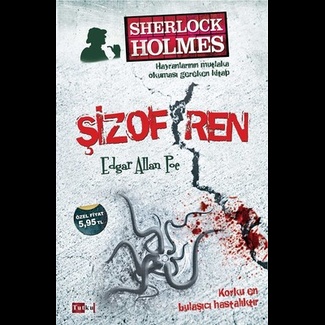 SHERLOCK
HOLMES
Hayranlarının mutlaka
okuması gereken kitap
ŞİZOFREN
Edgar Allan Poe
ÖZEL FİYAT
5,95 TL
Korku en
bulaşıcı hastalıktır
Tutku